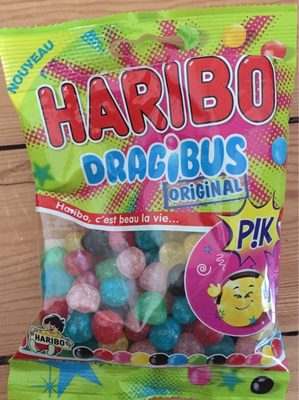 NOUVEAU
HARIBO
DRAGIBUS
ORIGINAL
Haribo, c'est beau la vie...
P!K
HARIBO